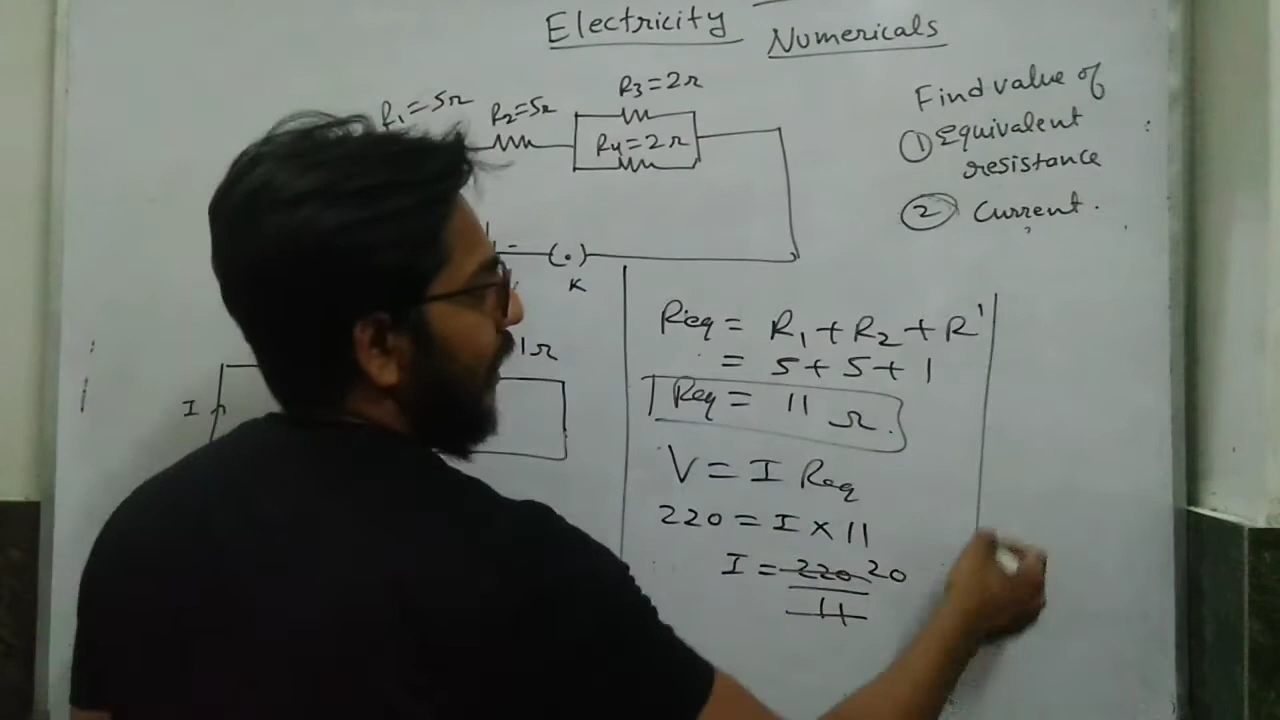 Electricity Numericals
R1=5Ω
R2=5Ω
R3=2Ω
R4=2Ω
K
Find value of
① Equivalent
resistance
② Current.
1Ω
I
Req = R1+R2+R'
= 5+5+1
Req = 11 Ω.
V=I Req
220=I×11
I=220 20
11